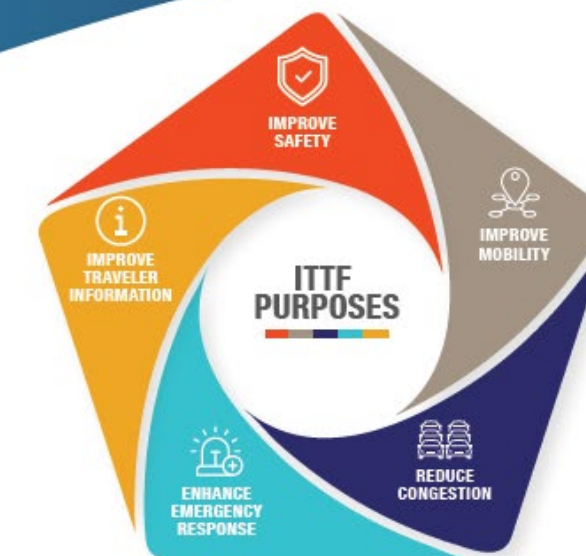 IMPROVE
SAFETY
IMPROVE
MOBILITY
IMPROVE
TRAVELER
INFORMATION
ITTF
PURPOSES
REDUCE
CONGESTION
ENHANCE
EMERGENCY
RESPONSE